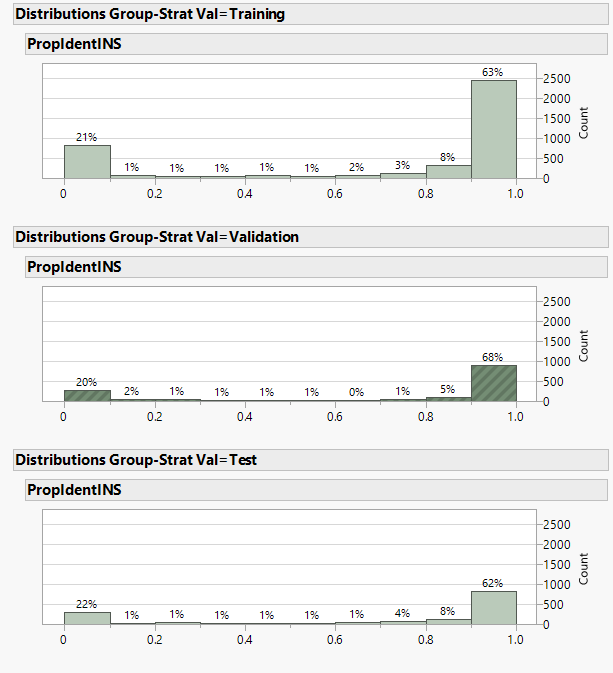 Distributions Group-Strat Val=Training
PropIdentINS
21% 1% 1% 1% 1% 1% 2% 3% 8% 63%
2500
2000
1500
1000
500
0
Count
0 0.2 0.4 0.6 0.8 1.0
Distributions Group-Strat Val=Validation
PropIdentINS
20% 2% 1% 1% 1% 1% 0% 1% 5% 68%
2500
2000
1500
1000
500
0
Count
0 0.2 0.4 0.6 0.8 1.0
Distributions Group-Strat Val=Test
PropIdentINS
22% 1% 1% 1% 1% 1% 1% 4% 8% 62%
2500
2000
1500
1000
500
0
Count
0 0.2 0.4 0.6 0.8 1.0